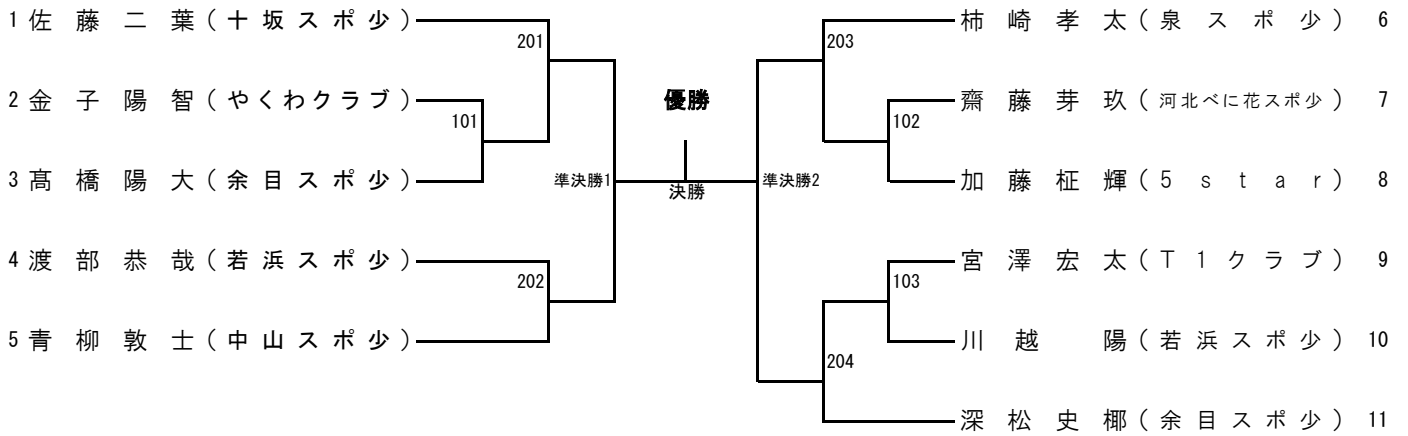 1 佐藤二葉（十坂スポ少）
201
2 金子陽智（やくわクラブ）
101
3 髙橋陽大（余目スポ少）
準決勝1
4 渡部恭哉（若浜スポ少）
202
5 青柳敦士（中山スポ少）
優勝
決勝
柿崎孝太（泉スポ少） 6
203
齋藤芽玖（河北べに花スポ少） 7
102
加藤柾輝（5star） 8
準決勝2
宮澤宏太（T1クラブ） 9
103
川越 陽（若浜スポ少） 10
204
深松史椰（余目スポ少） 11